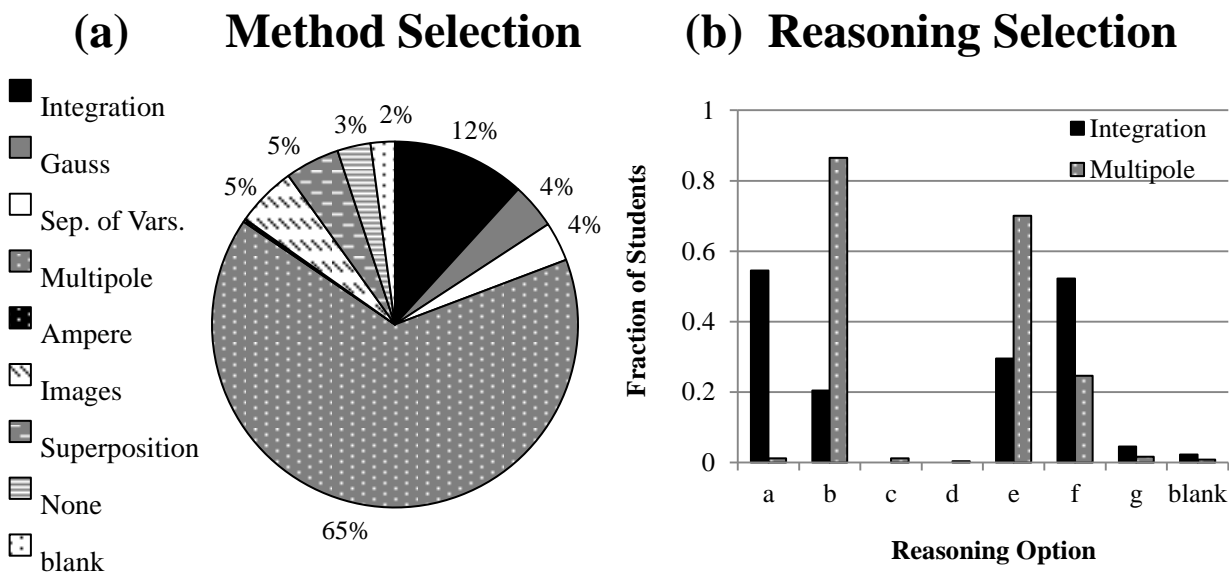 (a) Method Selection
Integration
Gauss
Sep. of Vars.
Multipole
Ampere
Images
Superposition
None
blank
5%
5%
3%
2%
12%
4%
4%
65%
(b) Reasoning Selection
Fraction of Students
1
0.8
0.6
0.4
0.2
0
Integration
Multipole
a b c d e f g blank
Reasoning Option